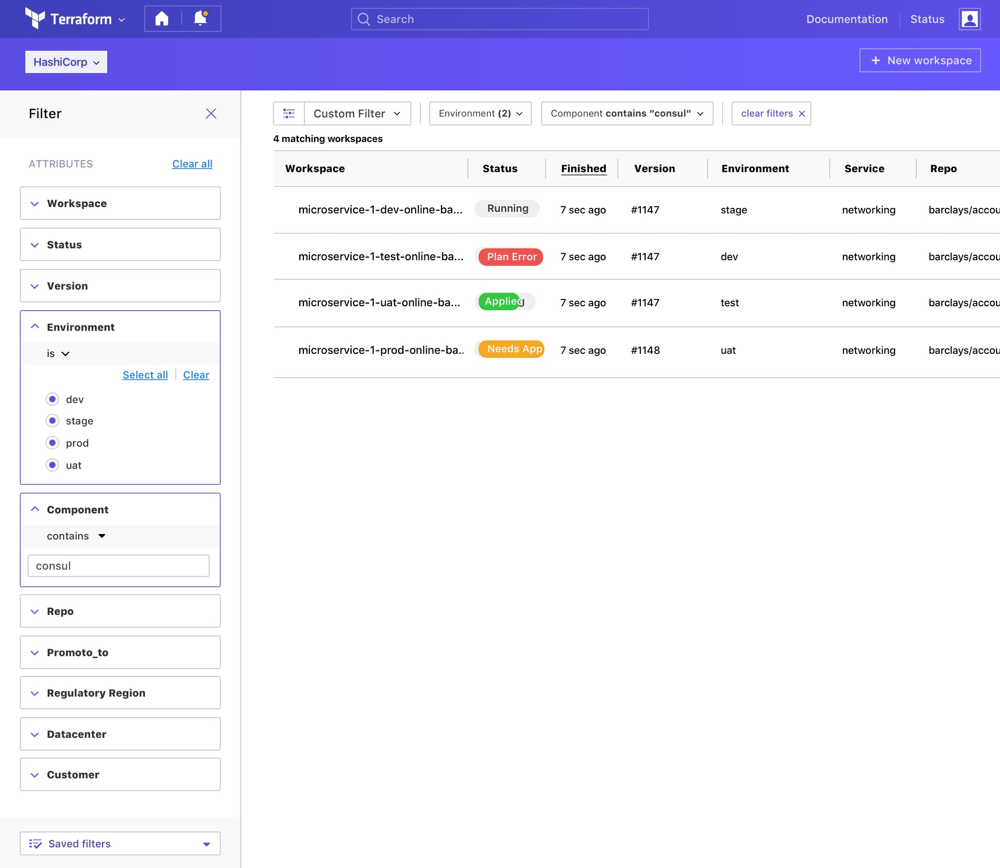 Terraform
Search
Documentation
Status
HashiCorp
+ New workspace
Filter
Custom Filter
Environment (2)
Component contains “consul”
clear filters ×
4 matching workspaces
ATTRIBUTES
Clear all
Workspace
Status
Version
Environment
is
Select all
Clear
dev
stage
prod
uat
Component
contains
consul
Repo
Promoto_to
Regulatory Region
Datacenter
Customer
Saved filters
Workspace Status Finished Version Environment Service Repo
microservice-1-dev-online-ba... Running 7 sec ago #1147 stage networking barclays/accou
microservice-1-test-online-ba... Plan Error 7 sec ago #1147 dev networking barclays/accou
microservice-1-uat-online-ba... Applied 7 sec ago #1147 test networking barclays/accou
microservice-1-prod-online-ba.. Needs App 7 sec ago #1148 uat networking barclays/accou